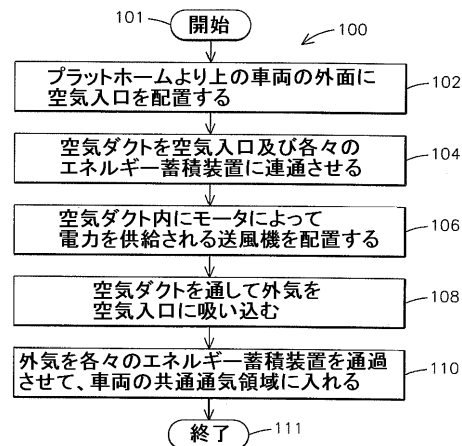 101
開始
100
プラットホームより上の車両の外面に
空気入口を配置する
102
空気ダクトを空気入口及び各々の
エネルギー蓄積装置に連通させる
104
空気ダクト内にモータによって
電力を供給される送風機を配置する
106
空気ダクトを通して外気を
空気入口に吸い込む
108
外気を各々のエネルギー蓄積装置を通過
させて、車両の共通通気領域に入れる
110
終了
111